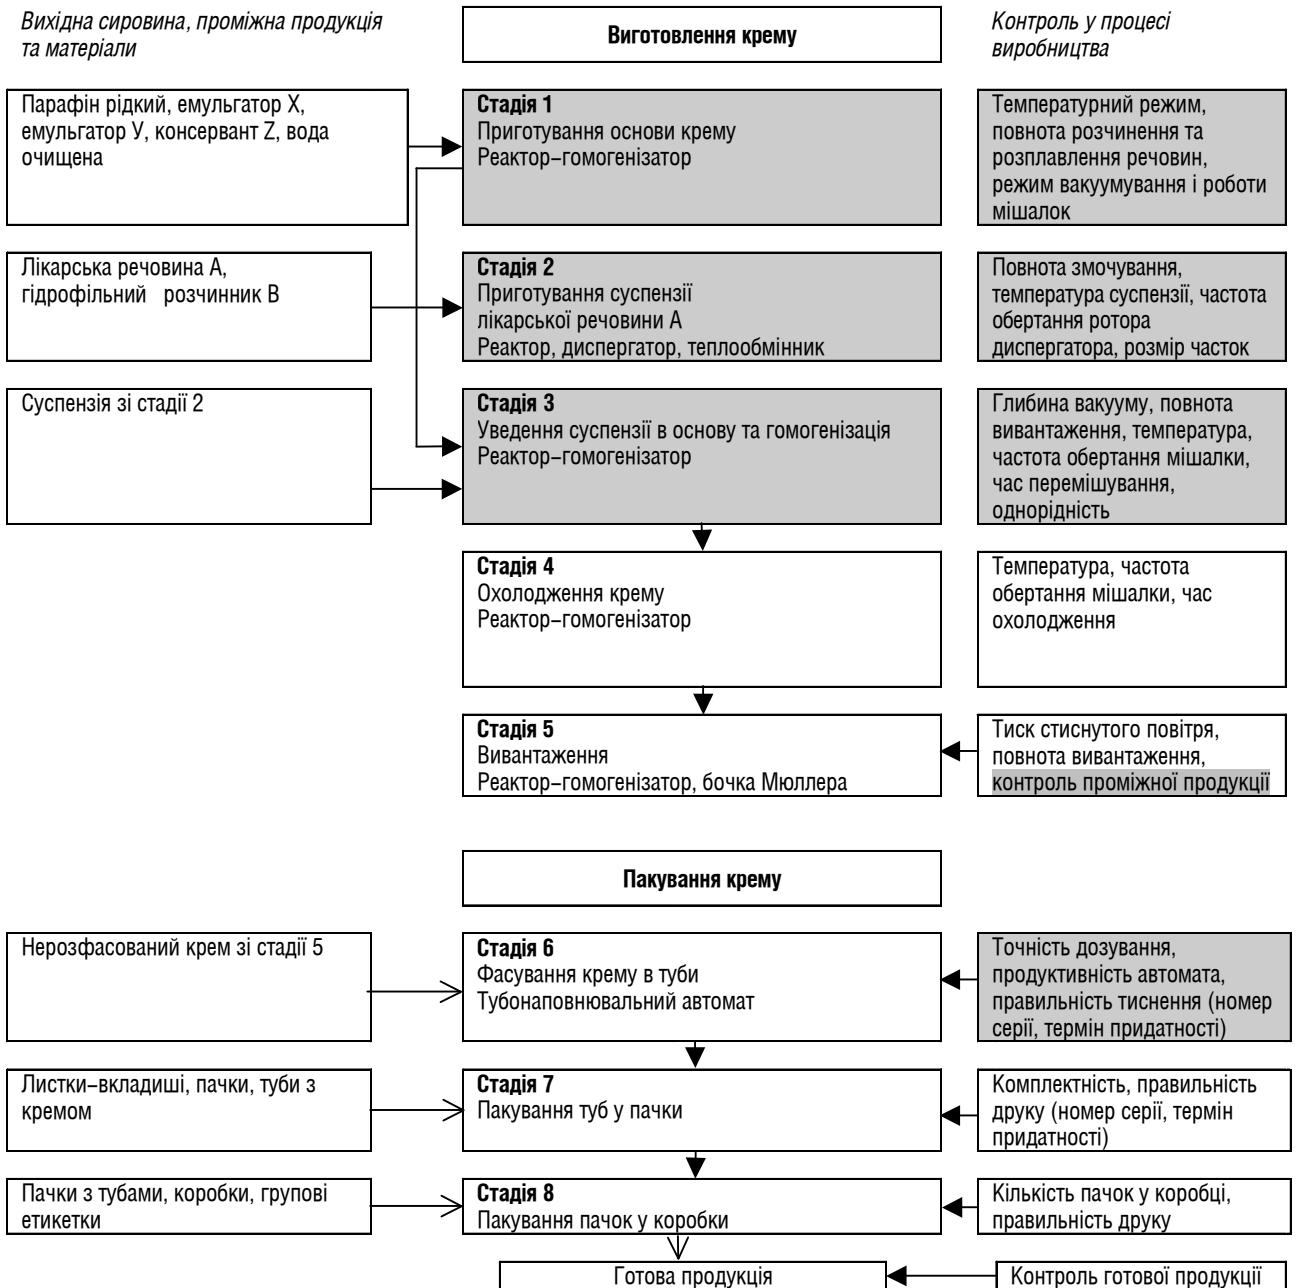 Вихідна сировина, проміжна продукція
та матеріали
Виготовлення крему
Контроль у процесі
виробництва
Парафін рідкий, емульгатор Х,
емульгатор У, консервант Z, вода
очищена
Стадія 1
Приготування основи крему
Реактор–гомогенізатор
Температурний режим,
повнота розчинення та
розплавлення речовин,
режим вакуумування і роботи
мішалок
Лікарська речовина А,
гідрофільний розчинник В
Стадія 2
Приготування суспензії
лікарської речовини А
Реактор, диспергатор, теплообмінник
Повнота змочування,
температура суспензії, частота
обертання ротора
диспергатора, розмір часток
Суспензія зі стадії 2
Стадія 3
Уведення суспензії в основу та гомогенізація
Реактор–гомогенізатор
Глибина вакууму, повнота
вивантаження, температура,
частота обертання мішалки,
час перемішування,
однорідність
Стадія 4
Охолодження крему
Реактор–гомогенізатор
Температура, частота
обертання мішалки, час
охолодження
Стадія 5
Вивантаження
Реактор–гомогенізатор, бочка Мюллера
Тиск стиснутого повітря,
повнота вивантаження,
контроль проміжної продукції
Пакування крему
Нерозфасований крем зі стадії 5
Стадія 6
Фасування крему в туби
Тубонаповнювальний автомат
Точність дозування,
продуктивність автомата,
правильність тиснення (номер
серії, термін придатності)
Листки–вкладиші, пачки, туби з
кремом
Стадія 7
Пакування туб у пачки
Комплектність, правильність
друку (номер серії, термін
придатності)
Пачки з тубами, коробки, групові
етикетки
Стадія 8
Пакування пачок у коробки
Кількість пачок у коробці,
правильність друку
Готова продукція
Контроль готової продукції